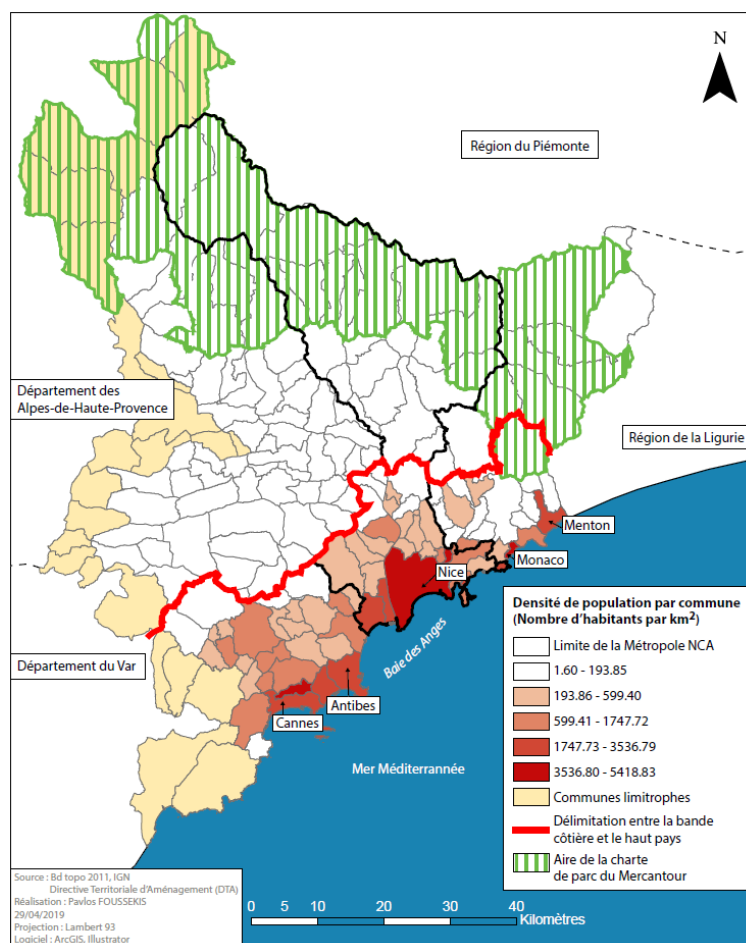 N
Région du Piémonte
Département des
Alpes-de-Haute-Provence
Région de la Ligurie
Menton
Monaco
Nice
Département du Var
Baie des Anges
Antibes
Cannes
Mer Méditerrannée
Densité de population par commune
(Nombre d'habitants par km²)
Limite de la Métropole NCA
1.60 - 193.85
193.86 - 599.40
599.41 - 1747.72
1747.73 - 3536.79
3536.80 - 5418.83
Communes limitrophes
Délimitation entre la bande
côtière et le haut pays
Aire de la charte
de parc du Mercantour
Source : Bd topo 2011, IGN
Directive Territoriale d'Aménagement (DTA)
Réalisation : Pavlos FOUSSEKIS
29/04/2019
Projection : Lambert 93
Logiciel : ArcGIS, Illustrator
0 5 10 20 30 40
Kilomètres